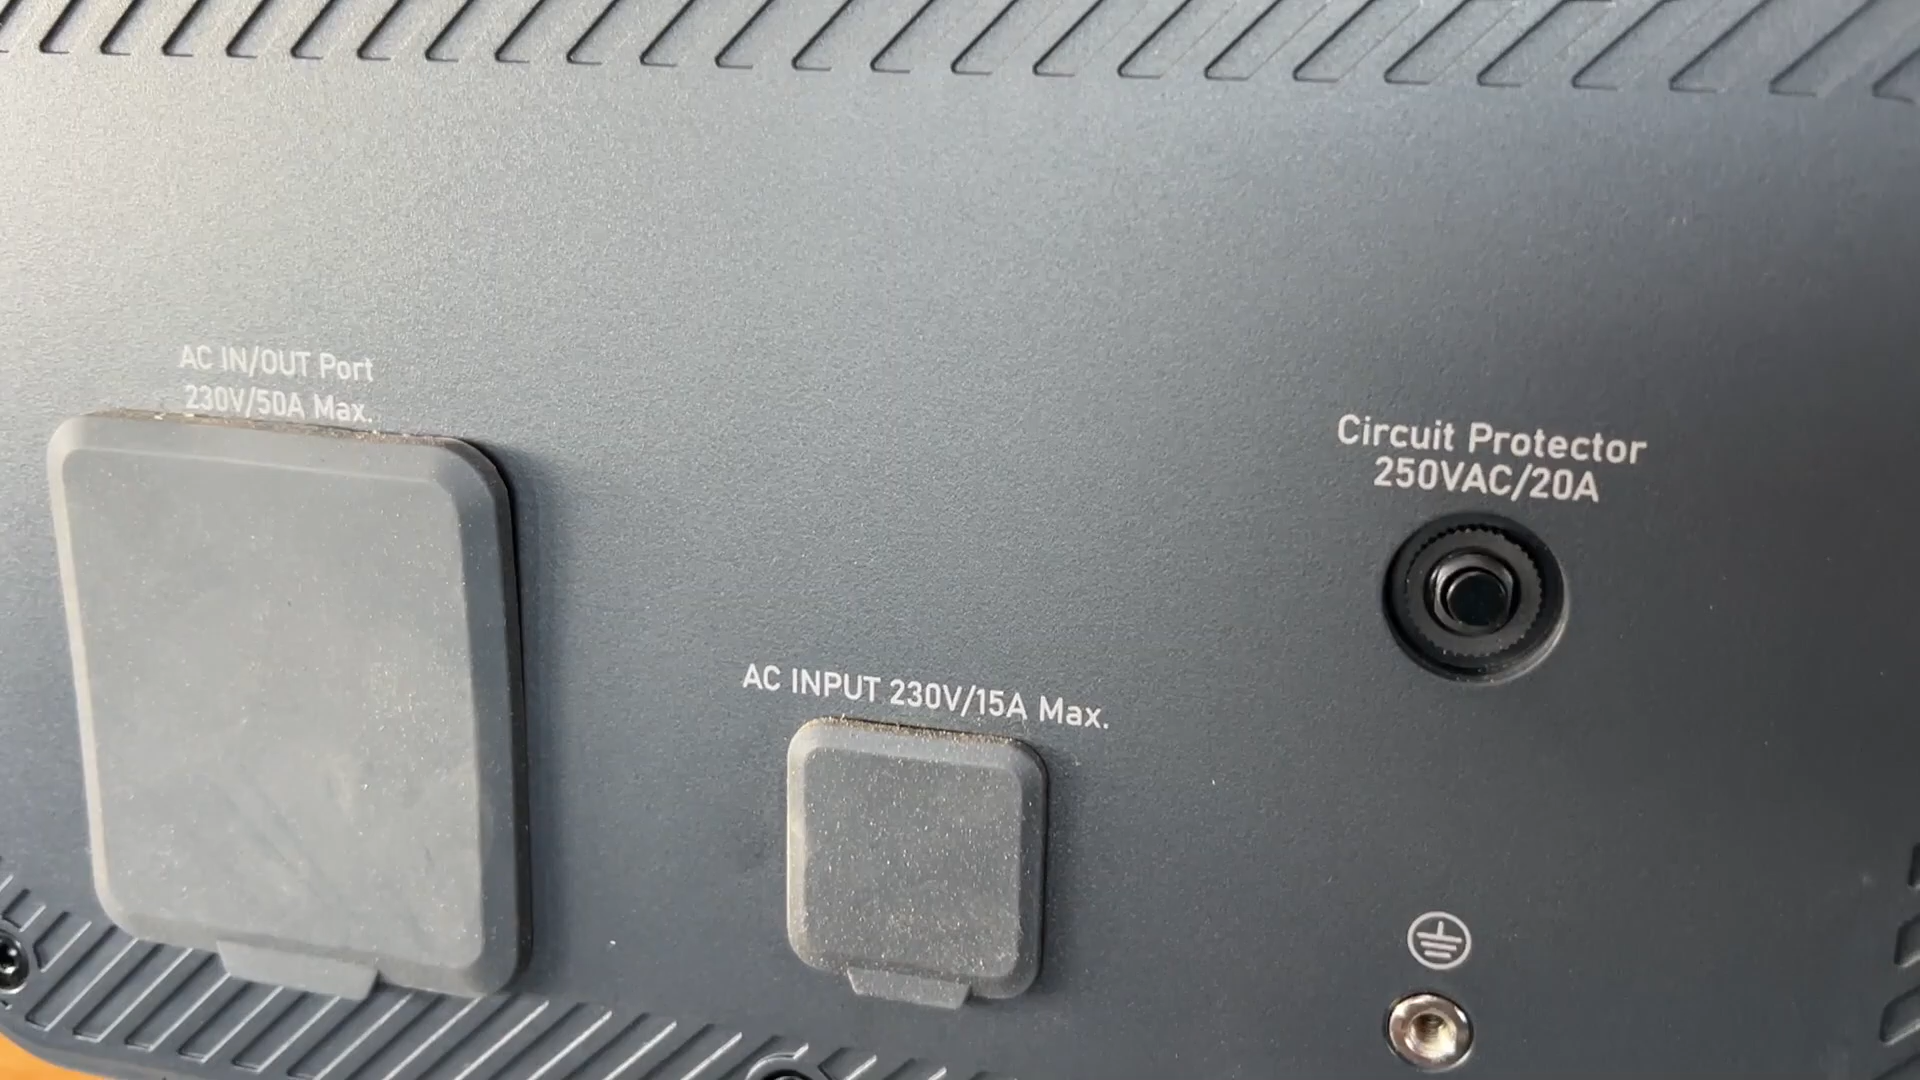 AC IN/OUT Port
230V/50A Max.
Circuit Protector
250VAC/20A
AC INPUT 230V/15A Max.